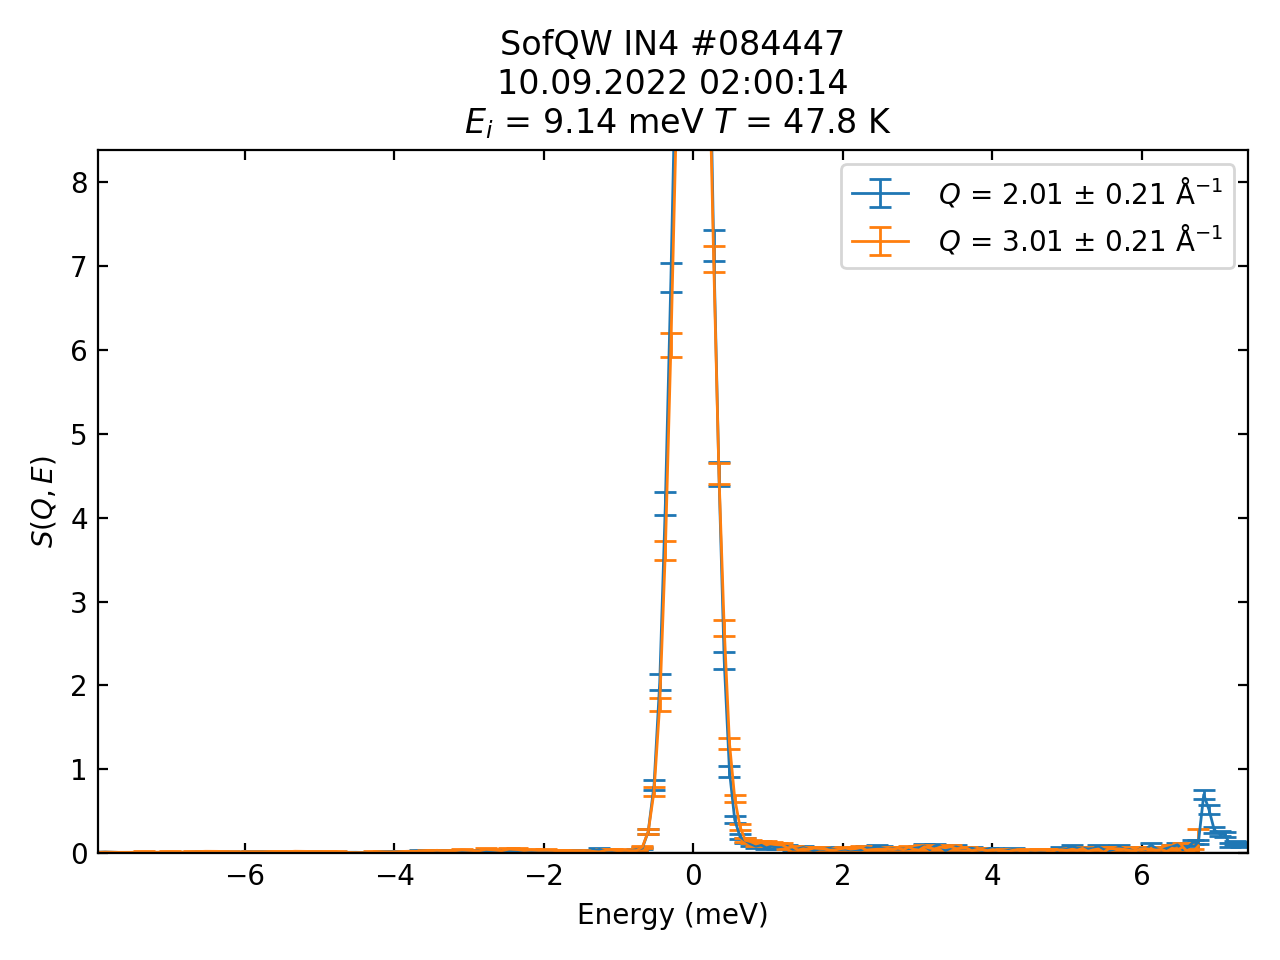 SofQW IN4 #084447
10.09.2022 02:00:14
E_i = 9.14 meV T = 47.8 K
Q = 2.01 ± 0.21 Å⁻¹
Q = 3.01 ± 0.21 Å⁻¹
8
7
6
5
4
3
2
1
0
S(Q, E)
−6
−4
−2
0
2
4
6
Energy (meV)